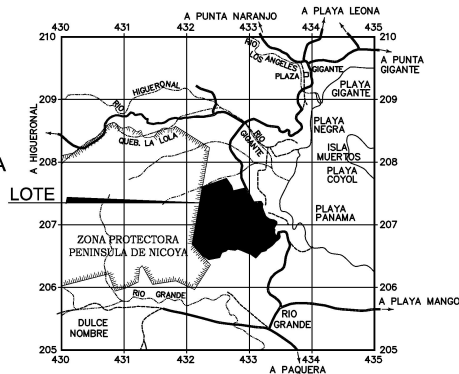 A PLAYA LEONA
A PUNTA NARANJO
430 431 432 433 434 435
210 210
RIO
LOS ANGELES
PLAZA
GIGANTE
A PUNTA
GIGANTE
PLAYA
GIGANTE
209 209
HIGUERONAL
RIO
PLAYA
NEGRA
A HIGUERONAL
QUEB. LA LOLA
RIO
GIGANTE
ISLA
MUERTOS
208 208
A
PLAYA
COYOL
LOTE
PLAYA
PANAMA
207 207
ZONA PROTECTORA
PENINSULA DE NICOYA
206 206
RIO GRANDE
A PLAYA MANGO
DULCE
NOMBRE
RIO
GRANDE
205 205
430 431 432 433 434 435
A PAQUERA